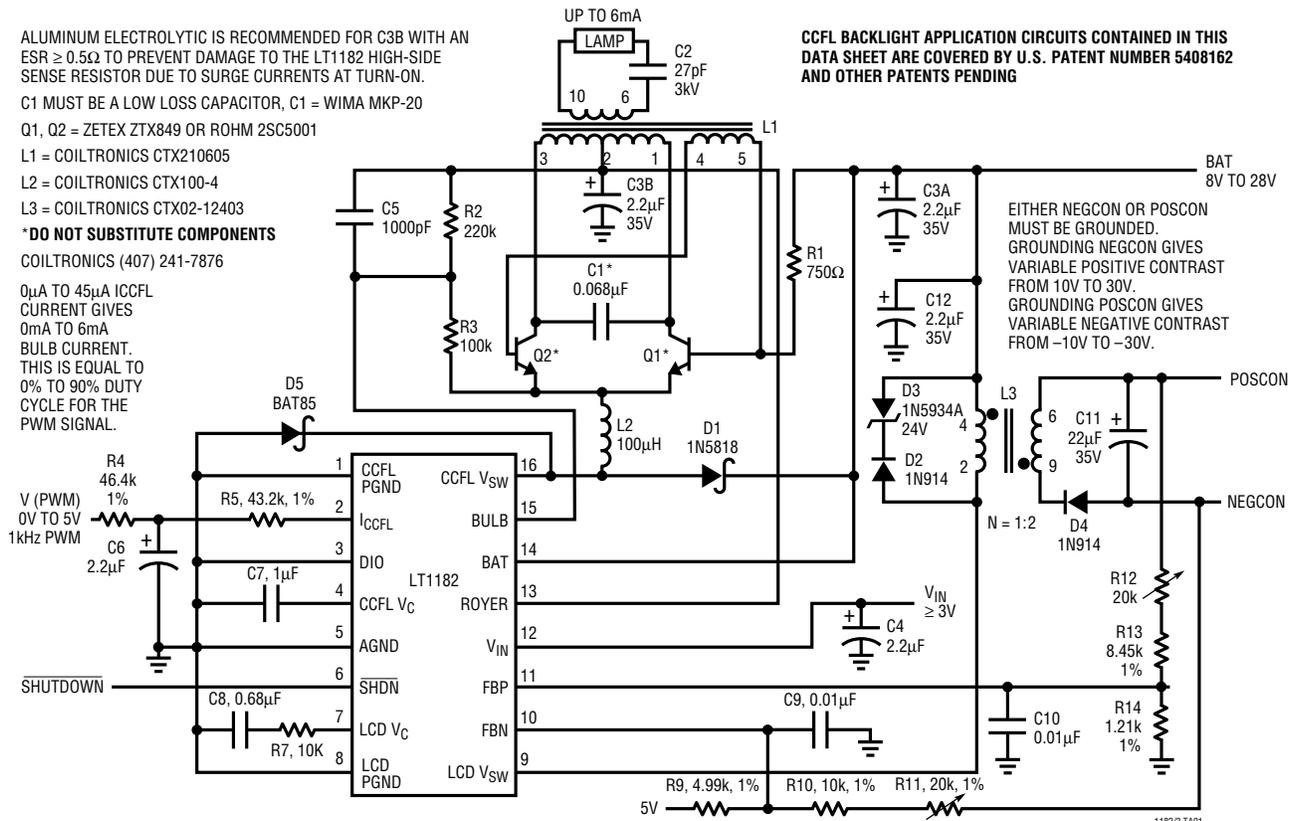 UP TO 6mA
LAMP
C2
27pF
3kV
10
6
ALUMINUM ELECTROLYTIC IS RECOMMENDED FOR C3B WITH AN
ESR ≥ 0.5Ω TO PREVENT DAMAGE TO THE LT1182 HIGH-SIDE
SENSE RESISTOR DUE TO SURGE CURRENTS AT TURN-ON.
C1 MUST BE A LOW LOSS CAPACITOR, C1 = WIMA MKP-20
Q1, Q2 = ZETEX ZTX849 OR ROHM 2SC5001
L1 = COILTRONICS CTX210605
L2 = COILTRONICS CTX100-4
L3 = COILTRONICS CTX02-12403
*DO NOT SUBSTITUTE COMPONENTS
COILTRONICS (407) 241-7876
0µA TO 45µA ICCFL
CURRENT GIVES
0mA TO 6mA
BULB CURRENT.
THIS IS EQUAL TO
0% TO 90% DUTY
CYCLE FOR THE
PWM SIGNAL.
CCFL BACKLIGHT APPLICATION CIRCUITS CONTAINED IN THIS
DATA SHEET ARE COVERED BY U.S. PATENT NUMBER 5408162
AND OTHER PATENTS PENDING
L1
3
2
1
4
5
BAT
8V TO 28V
C5
1000pF
R2
220k
+
C3B
2.2µF
35V
R1
750Ω
+
C3A
2.2µF
35V
EITHER NEGCON OR POSCON
MUST BE GROUNDED.
GROUNDING NEGCON GIVES
VARIABLE POSITIVE CONTRAST
FROM 10V TO 30V.
GROUNDING POSCON GIVES
VARIABLE NEGATIVE CONTRAST
FROM –10V TO –30V.
C1*
0.068µF
+
C12
2.2µF
35V
R3
100k
Q2*
Q1*
D5
BAT85
L2
100µH
D1
1N5818
D3
1N5934A
24V
D2
1N914
4
2
L3
6
9
N = 1:2
+
C11
22µF
35V
D4
1N914
POSCON
NEGCON
R4
46.4k
1%
V (PWM)
0V TO 5V
1kHz PWM
R5, 43.2k, 1%
+
C6
2.2µF
C7, 1µF
SHUTDOWN
C8, 0.68µF
R7, 10K
LT1182
1
CCFL
PGND
2
ICCFL
3
DIO
4
CCFL VC
5
AGND
6
SHDN
7
LCD VC
8
LCD
PGND
16
CCFL VSW
15
BULB
14
BAT
13
ROYER
12
VIN
11
FBP
10
FBN
9
LCD VSW
VIN
≥ 3V
+
C4
2.2µF
C9, 0.01µF
C10
0.01µF
R12
20k
R13
8.45k
1%
R14
1.21k
1%
5V
R9, 4.99k, 1%
R10, 10k, 1%
R11, 20k, 1%